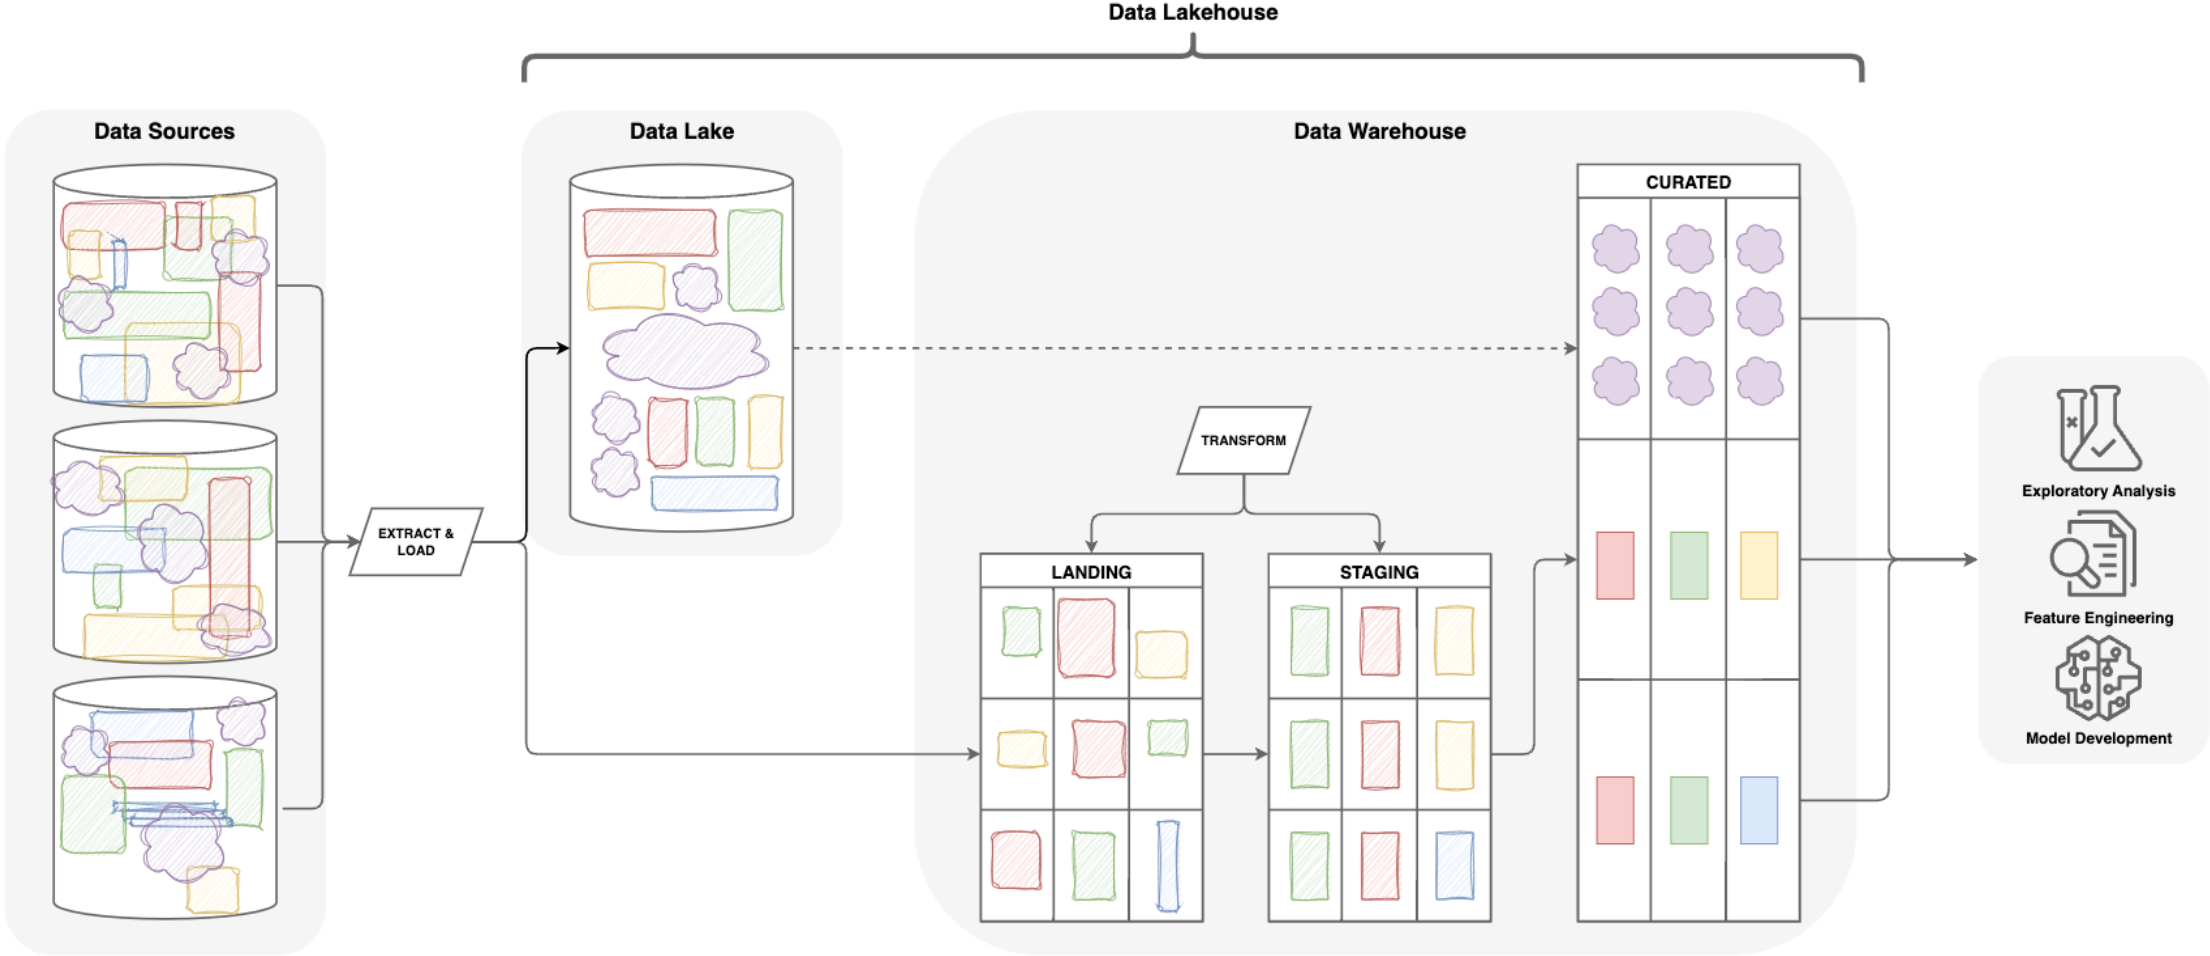 Data Lakehouse
Data Sources
Data Lake
Data Warehouse
CURATED
TRANSFORM
EXTRACT &
LOAD
LANDING
STAGING
Exploratory Analysis
Feature Engineering
Model Development